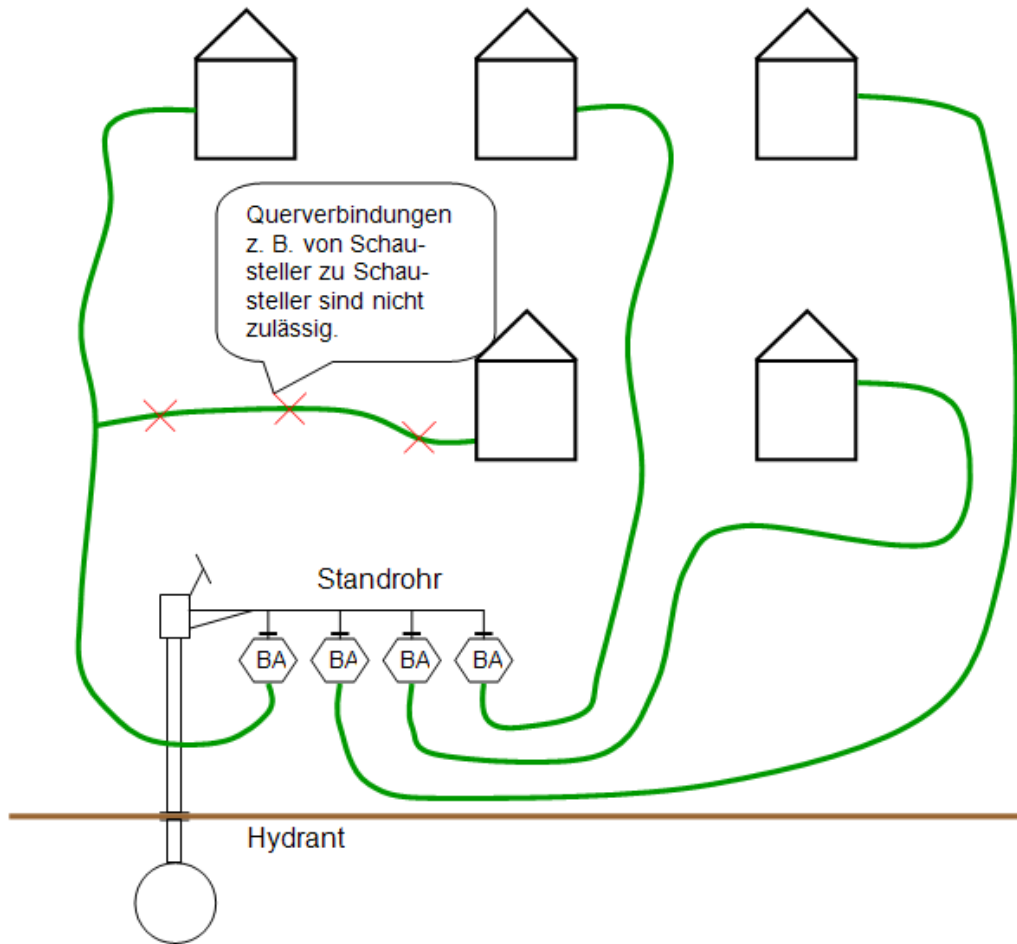 Querverbindungen
z. B. von Schau-
steller zu Schau-
steller sind nicht
zulässig.
Standrohr
BA BA BA BA
Hydrant